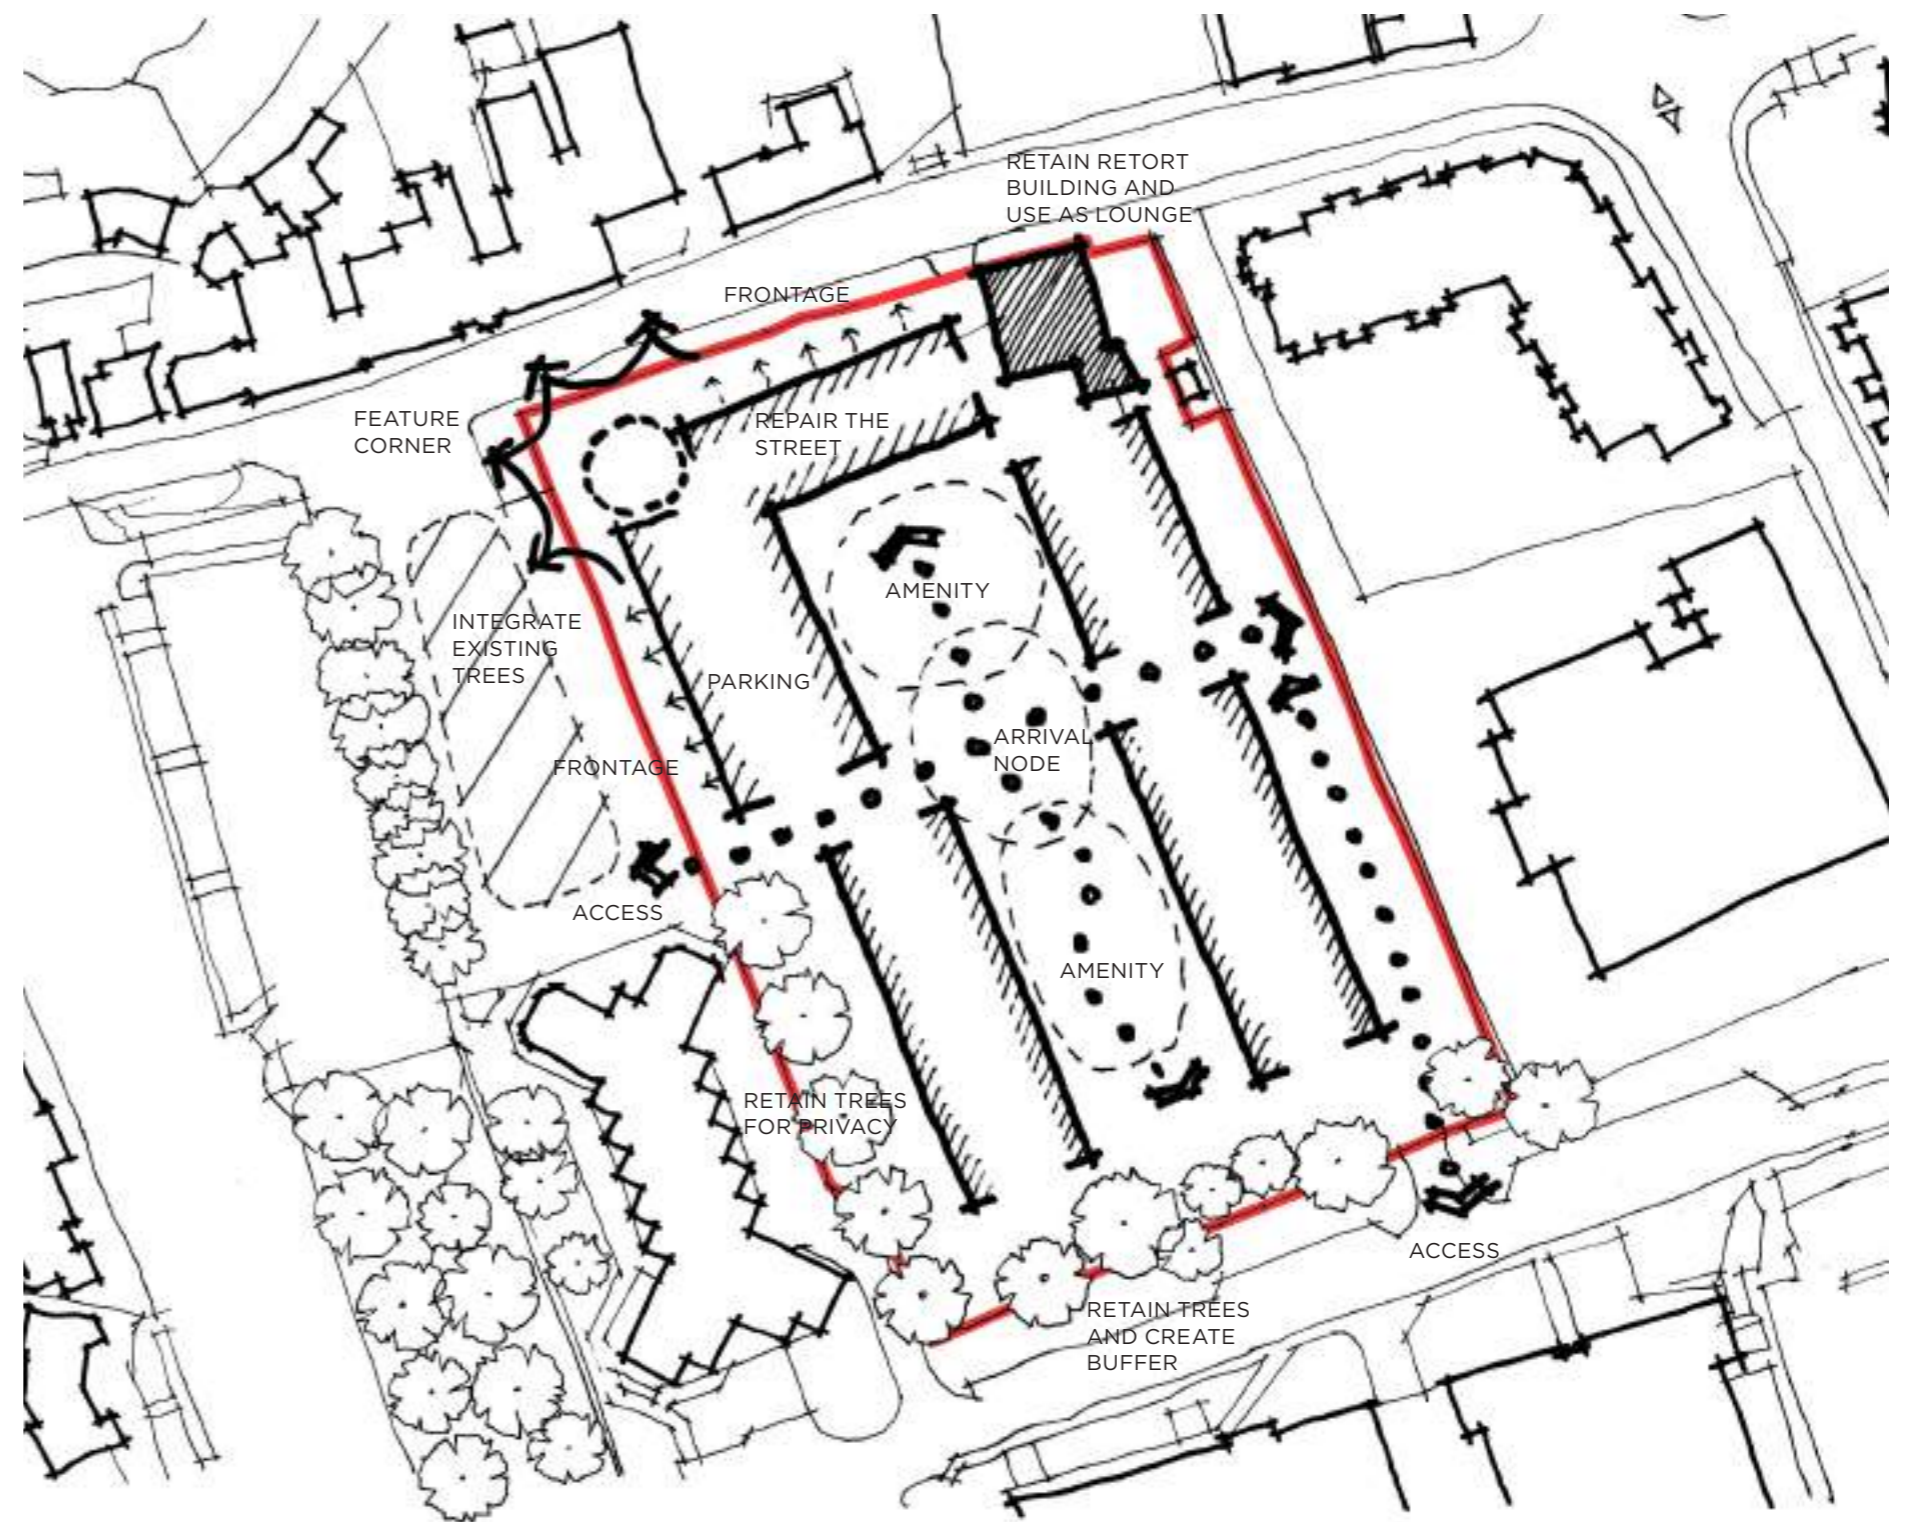 RETAIN RETORT
BUILDING AND
USE AS LOUNGE
FRONTAGE
FEATURE
CORNER
REPAIR THE
STREET
AMENITY
INTEGRATE
EXISTING
TREES
PARKING
ARRIVAL
NODE
FRONTAGE
ACCESS
AMENITY
RETAIN TREES
FOR PRIVACY
ACCESS
RETAIN TREES
AND CREATE
BUFFER